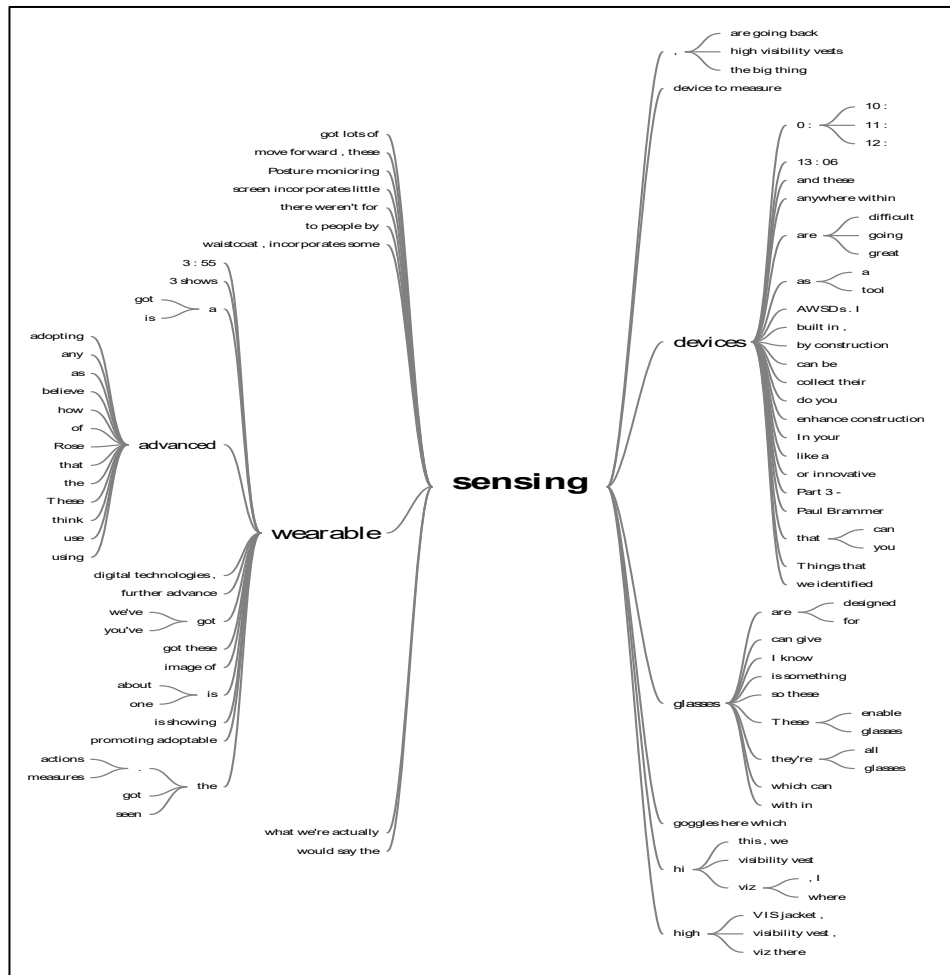 got lots of
move forward , these
Posture monioring
screen incorporates little
there weren't for
to people by
waistcoat , incorporates some
3 : 55
3 shows
got
is
a
adopting
any
as
believe
how
of
Rose
that
the
These
think
use
using
advanced
wearable
digital technologies ,
further advance
we've
you've
got
got these
image of
about
one
is
is showing
promoting adoptable
actions
measures
.
got
seen
the
what we're actually
would say the
sensing
,
are going back
high visibility vests
the big thing
device to measure
devices
0 :
10 :
11 :
12 :
13 : 06
and these
anywhere within
are
difficult
going
great
as
a
tool
AWSDs . I
built in ,
by construction
can be
collect their
do you
enhance construction
In your
like a
or innovative
Part 3 -
Paul Brammer
that
can
you
Things that
we identified
glasses
are
designed
for
can give
I know
is something
so these
These
enable
glasses
they're
all
glasses
which can
with in
goggles here which
hi
this , we
visibility vest
viz
, I
where
high
VIS jacket ,
visibility vest ,
viz there